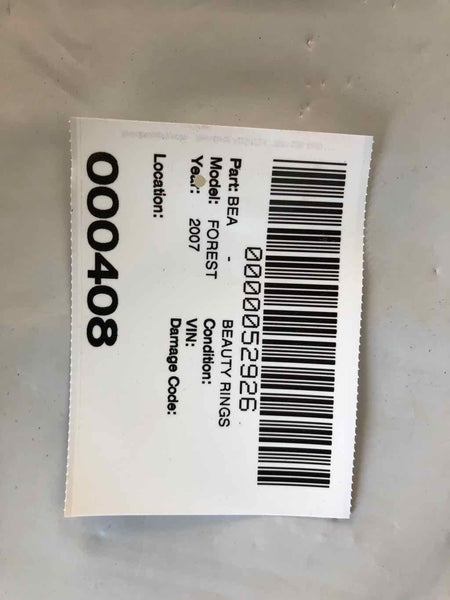 0000052926
Part: BEA - BEAUTY RINGS
Model: FOREST Condition:
Year: 2007 VIN:
Damage Code:
Location:
000408